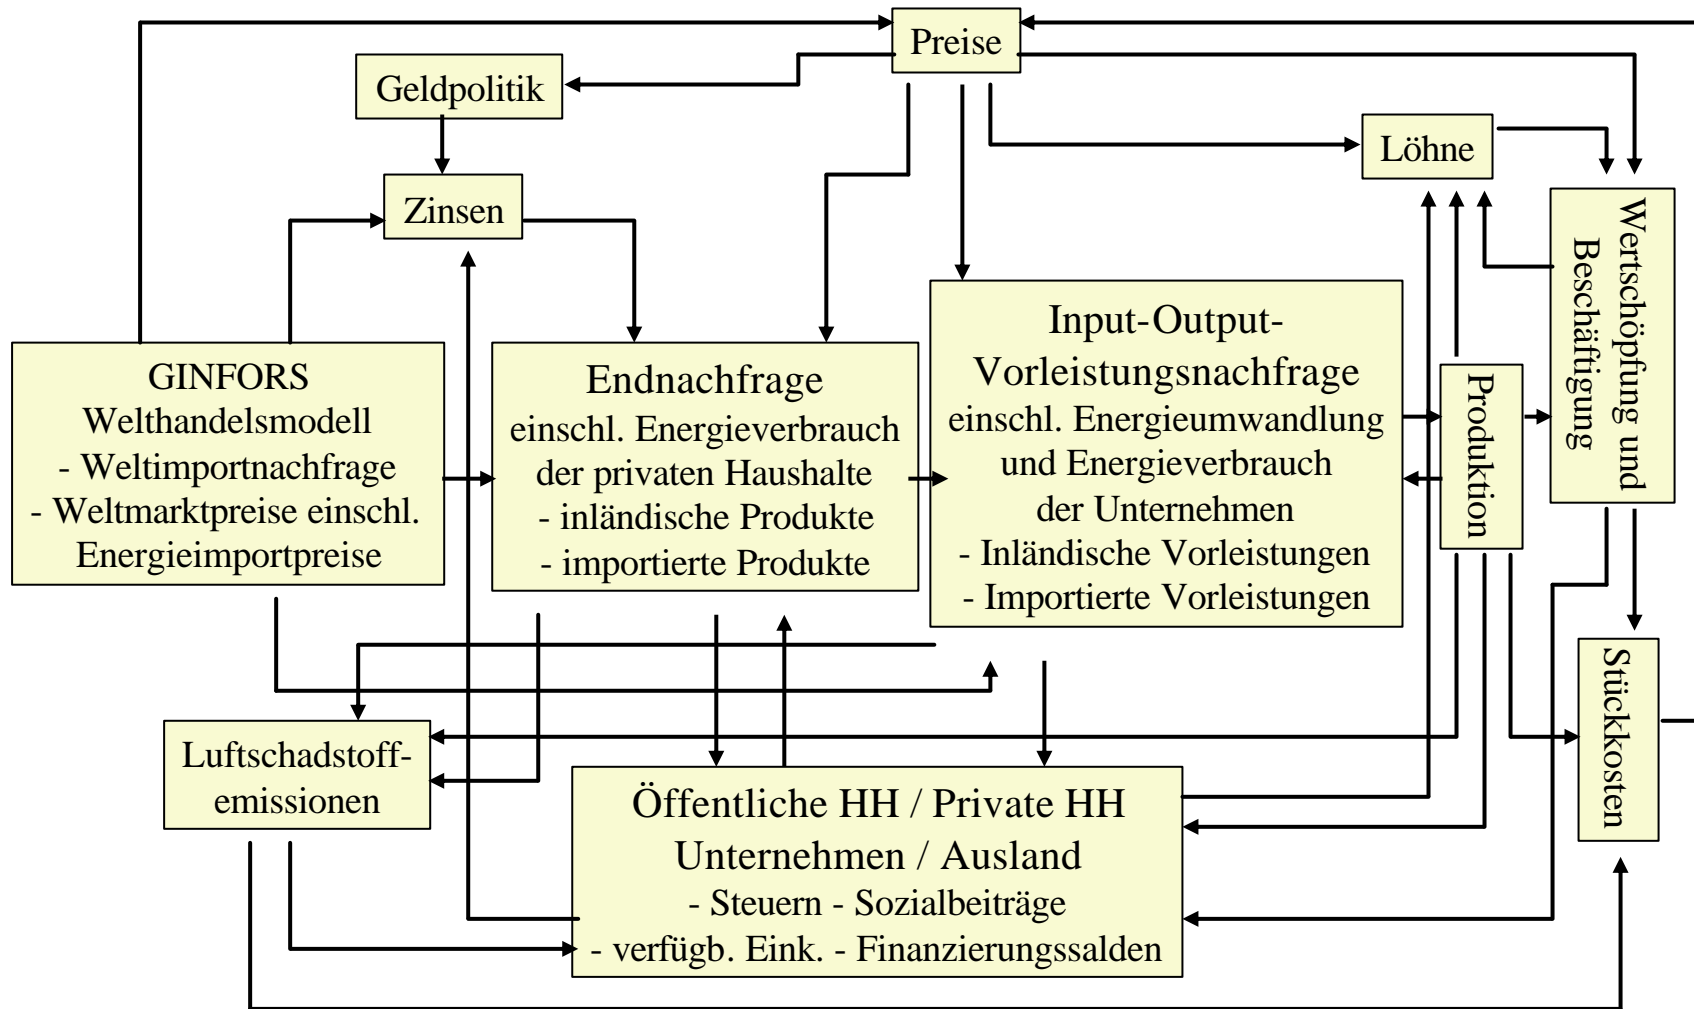 Preise
Geldpolitik
Löhne
Zinsen
Wertschöpfung und
Beschäftigung
GINFORS
Welthandelsmodell
- Weltimportnachfrage
- Weltmarktpreise einschl.
Energieimportpreise
Endnachfrage
einschl. Energieverbrauch
der privaten Haushalte
- inländische Produkte
- importierte Produkte
Input-Output-
Vorleistungsnachfrage
einschl. Energieumwandlung
und Energieverbrauch
der Unternehmen
- Inländische Vorleistungen
- Importierte Vorleistungen
Produktion
Stückkosten
Luftschadstoff-
emissionen
Öffentliche HH / Private HH
Unternehmen / Ausland
- Steuern - Sozialbeiträge
- verfügb. Eink. - Finanzierungssalden